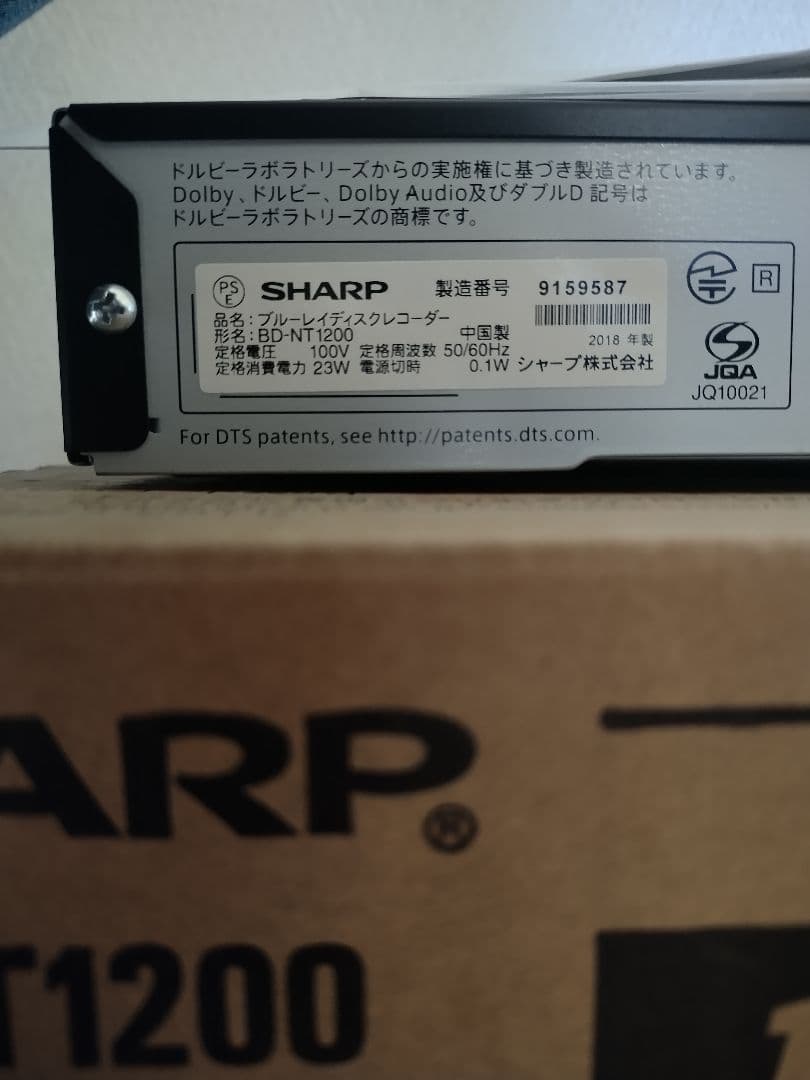 ドルビーラボラトリーズからの実施権に基づき製造されています。
Dolby、ドルビー、Dolby Audio及びダブルD 記号は
ドルビーラボラトリーズの商標です。
PS
E
SHARP 製造番号 9159587
品名：ブルーレイディスクレコーダー
形名：BD-NT1200 中国製
2018 年製
定格電圧 100V 定格周波数 50/60Hz
定格消費電力 23W 電源切時 0.1W シャープ株式会社
R
JQA
JQ10021
For DTS patents, see http://patents.dts.com.
ARP®
T1200